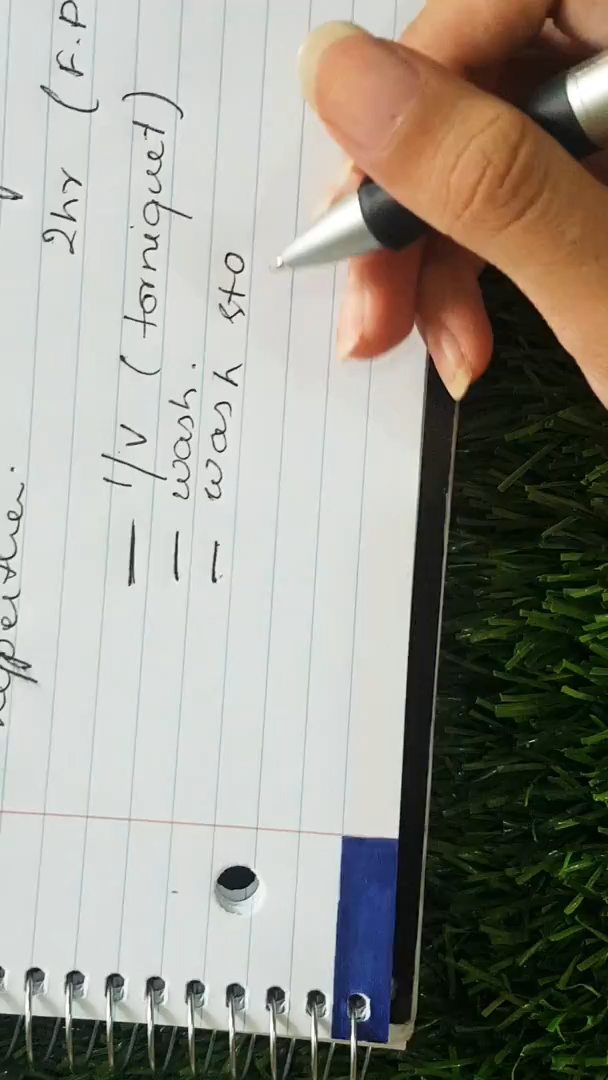 2hr (F.P
— I/V (torniquet)
— wash.
— wash sto